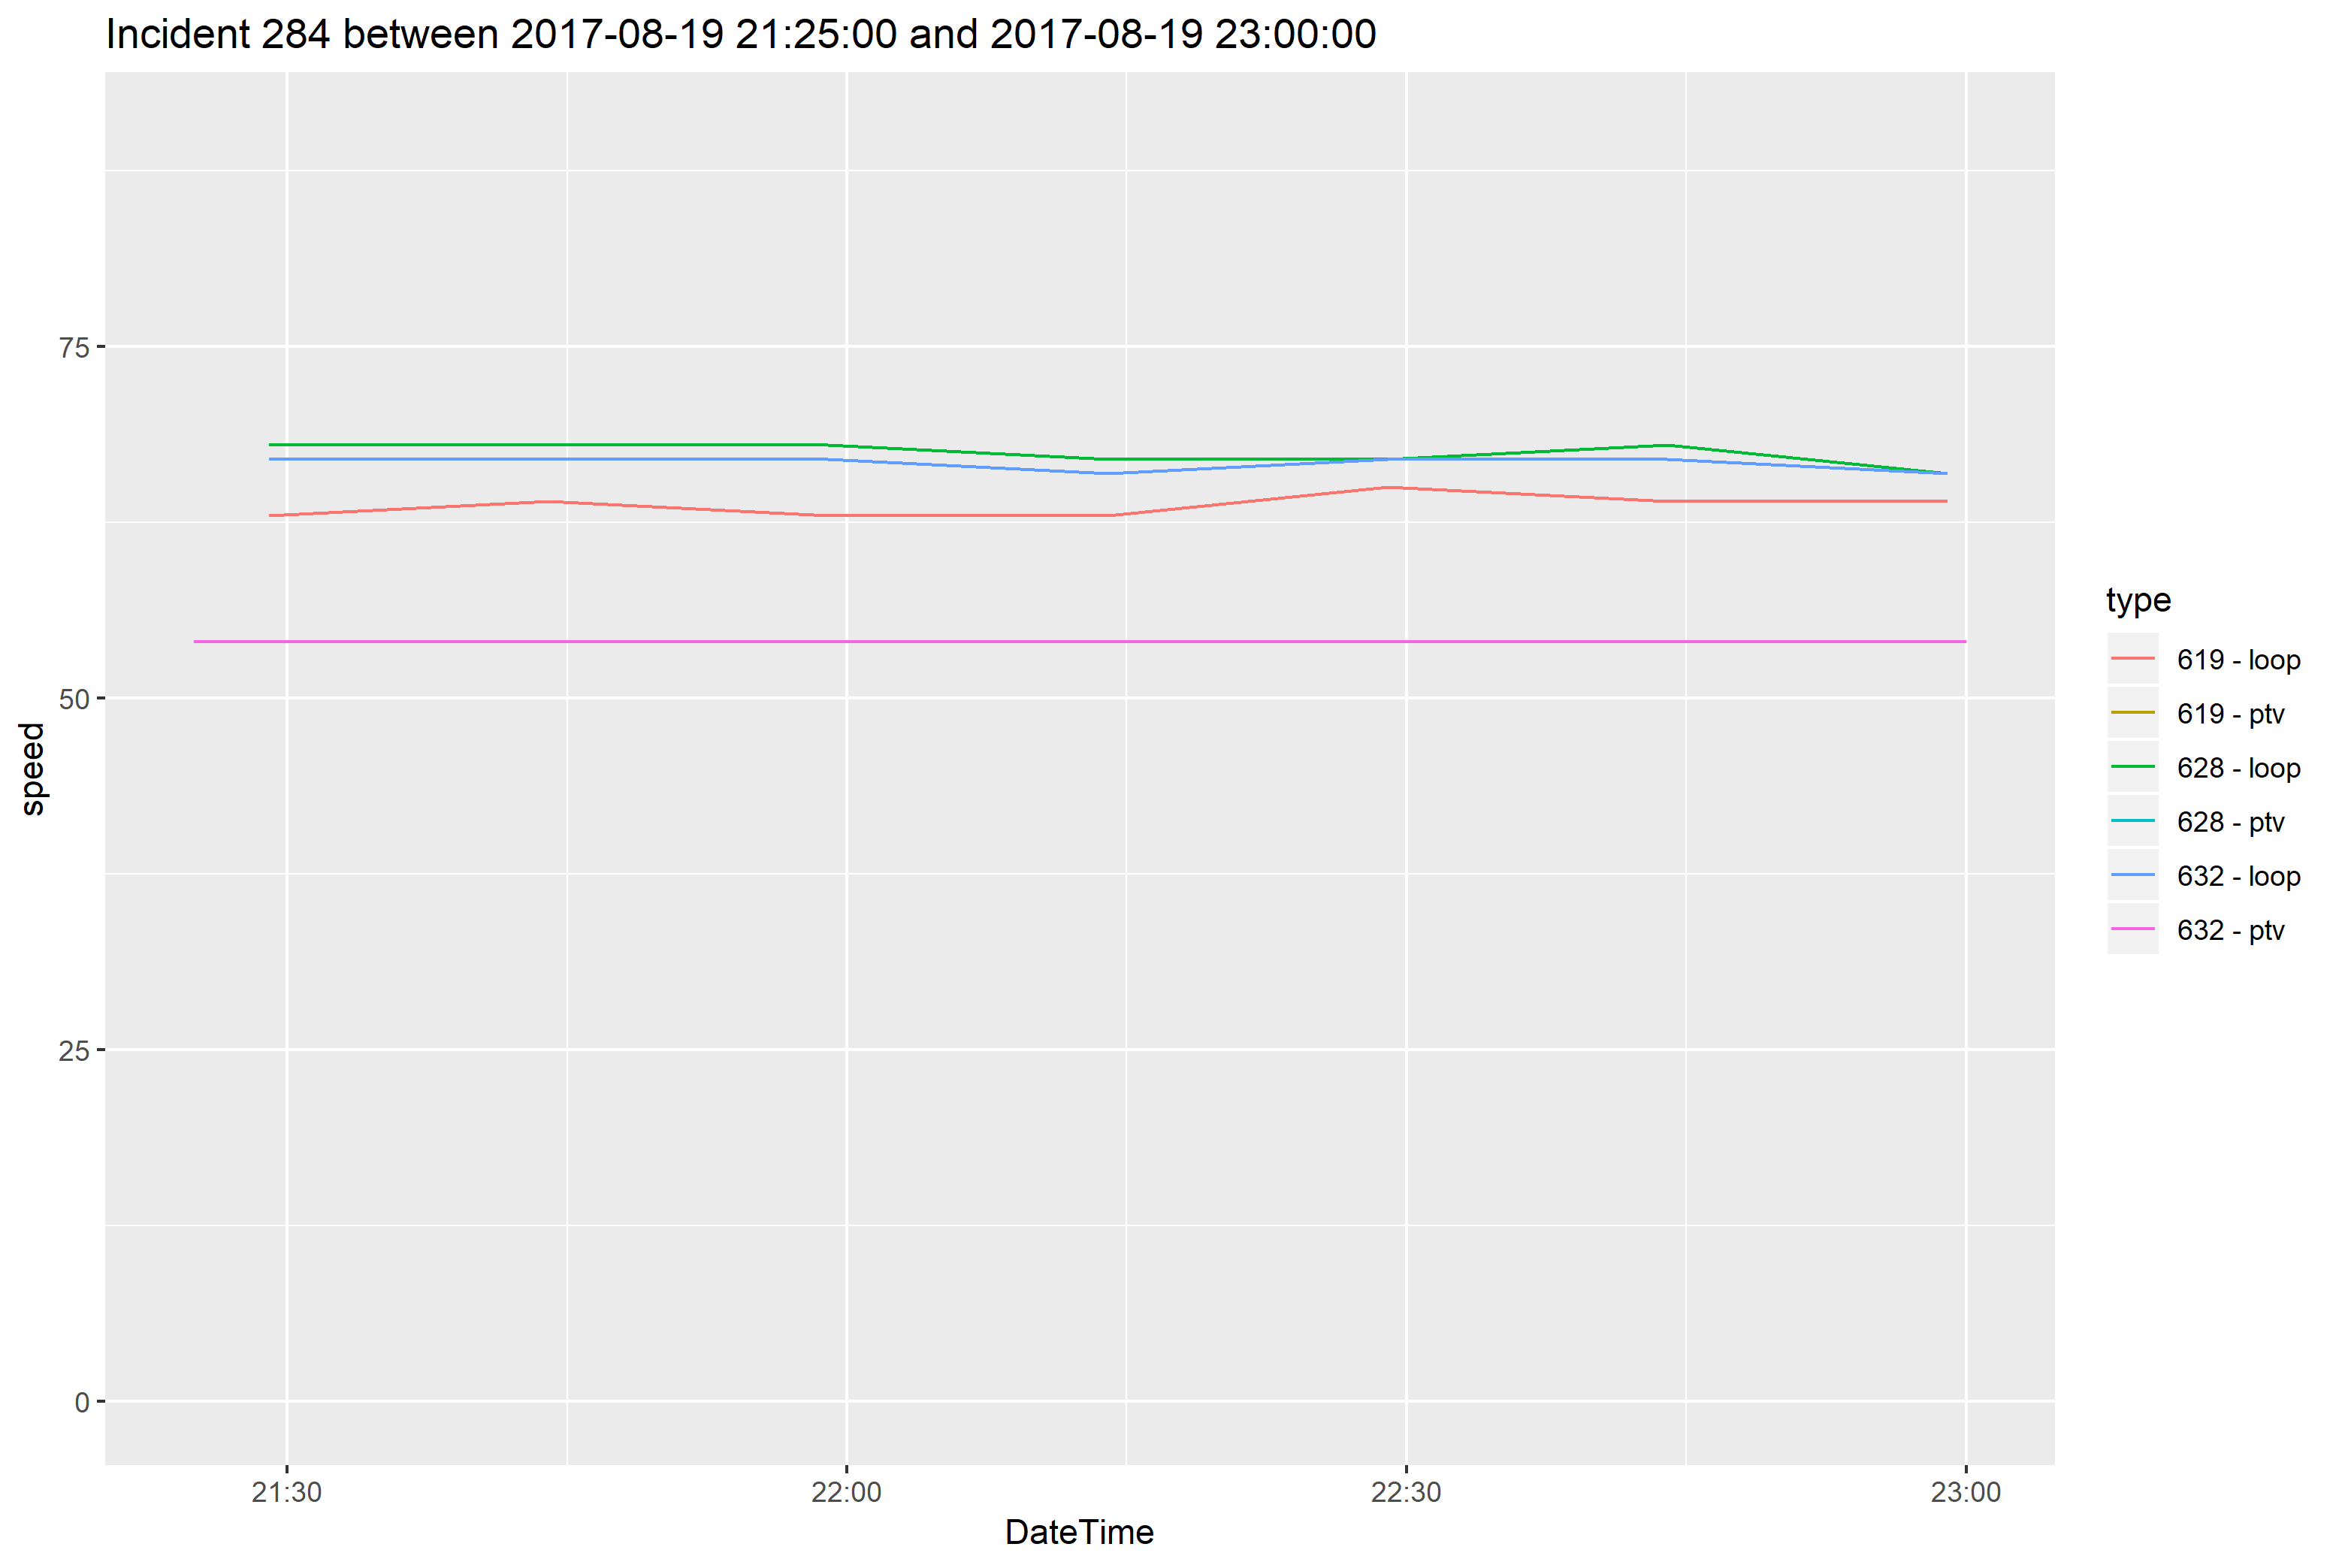 Incident 284 between 2017-08-19 21:25:00 and 2017-08-19 23:00:00
75
50
25
0
speed
21:30 22:00 22:30 23:00
DateTime
type
619 - loop
619 - ptv
628 - loop
628 - ptv
632 - loop
632 - ptv